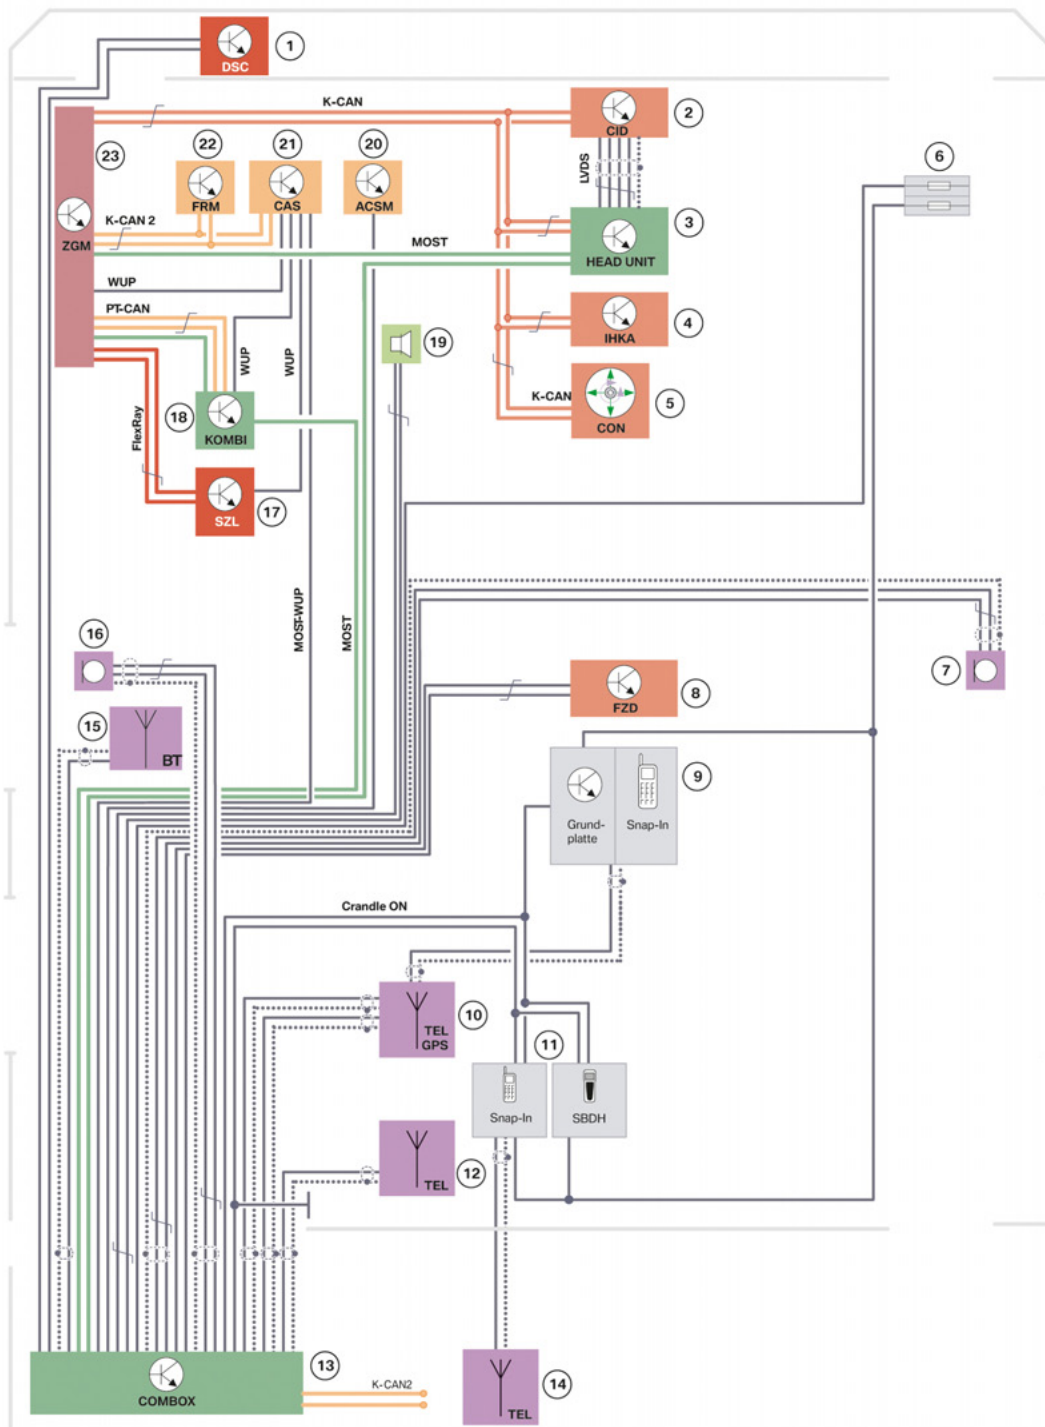 DSC
1
K-CAN
CID
2
23
22
21
20
LVDS
6
FRM
CAS
ACSM
K-CAN 2
ZGM
MOST
HEAD UNIT
3
WUP
PT-CAN
19
IHKA
4
WUP
WUP
K-CAN
CON
5
18
KOMBI
FlexRay
SZL
17
MOST-WUP
MOST
16
7
FZD
8
15
BT
9
Grund-
platte
Snap-In
Crandle ON
TEL
GPS
10
11
Snap-In
SBDH
TEL
12
COMBOX
13
K-CAN2
TEL
14